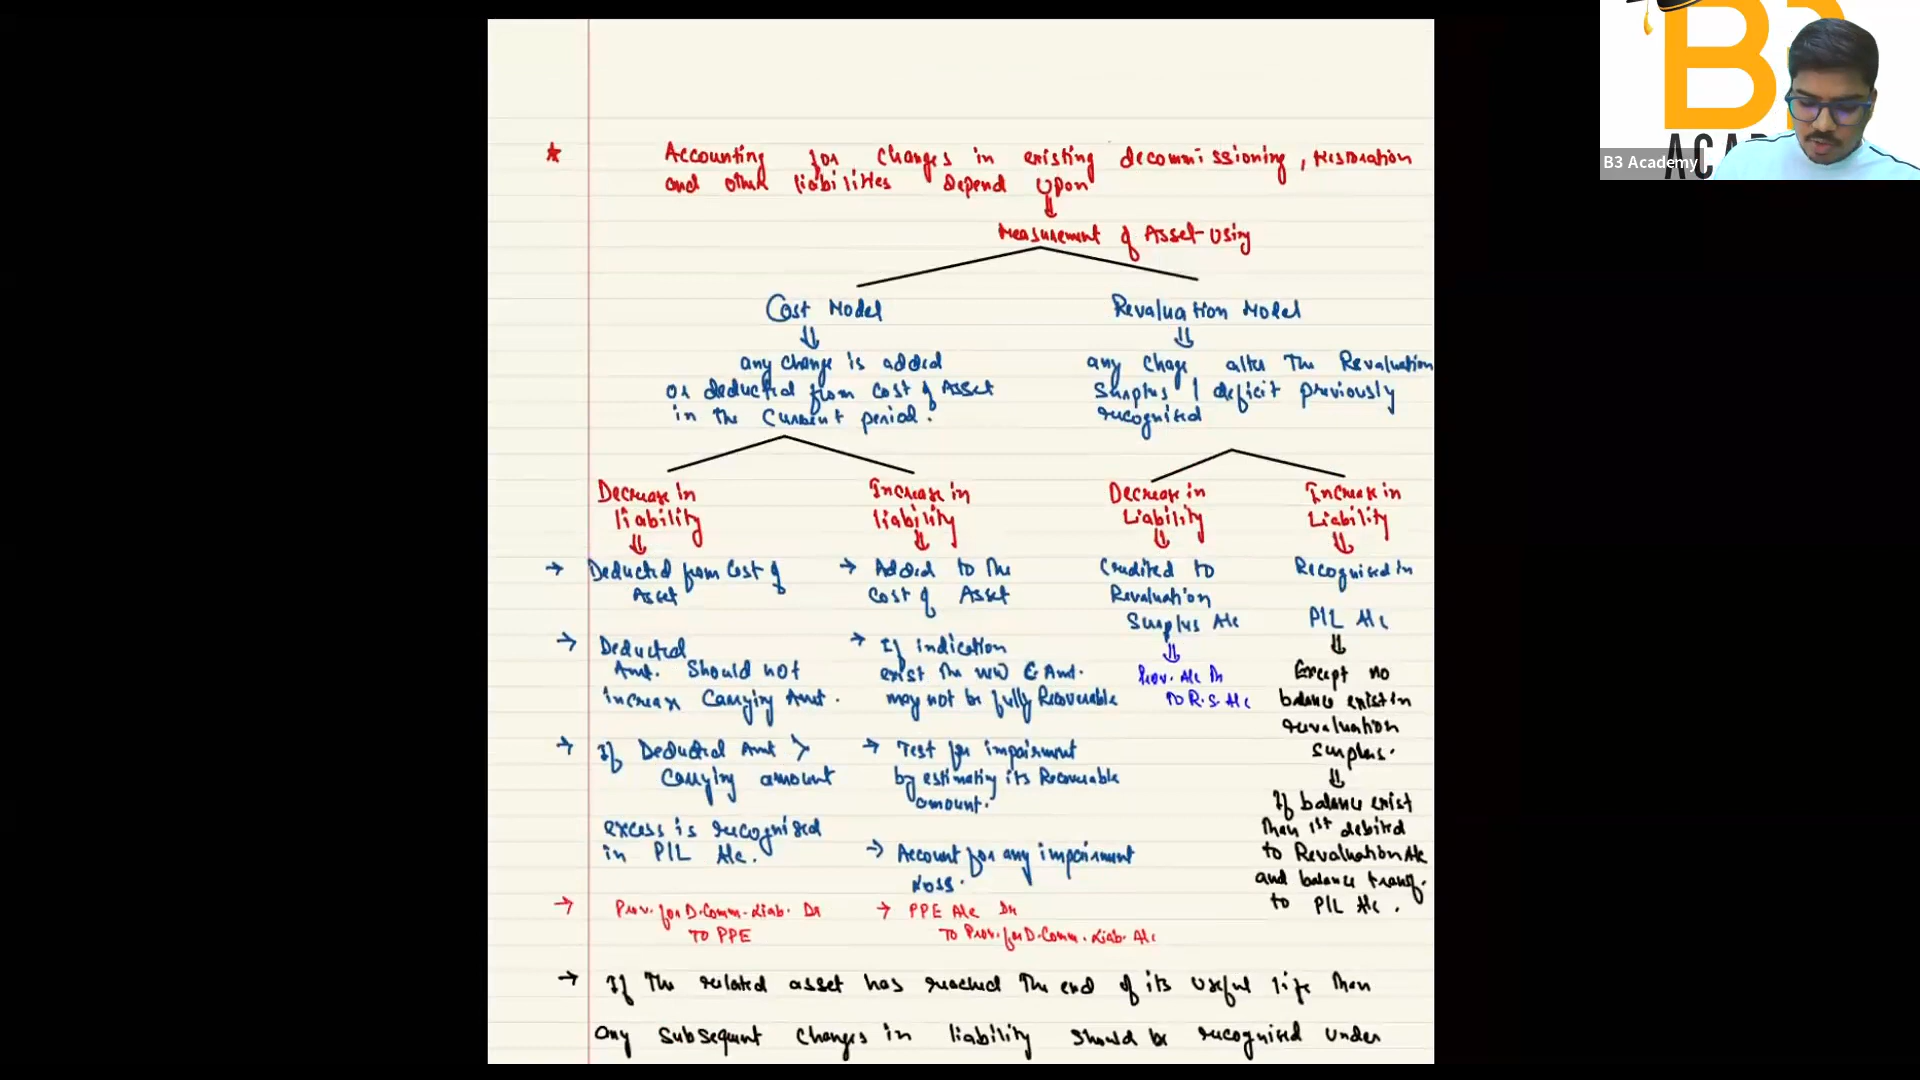 ★ Accounting for changes in existing decommissioning, restoration
and other liabilities Depend Upon
⇓
Measurement of Asset Using
Cost Model
⇓
any change is added
or deducted from cost of Asset
in the current period.
Decrease in
liability
⇓
→ Deducted from Cost of
Asset
→ Deducted
Amt. Should not
increase Carrying Amt.
→ If Deducted Amt >
Carrying amount
excess is recognised
in P/L A/c.
→ Prov. for D.Comm. Liab. Dr
To PPE
Increase in
liability
⇓
→ Added to the
Cost of Asset
→ If indication
exist the new C Amt.
may not be fully Recoverable
→ Test for impairment
by estimating its Recoverable
amount.
→ Account for any impairment
loss.
→ PPE A/c Dr
To Prov. for D.Comm. Liab. A/c
Revaluation Model
⇓
any chage alter The Revaluation
Surplus / deficit previously
recognised
Decrease in
Liability
⇓
Credited to
Revaluation
Surplus A/c
⇓
Prov. A/c Dr
To R.S. A/c
Increase in
Liability
⇓
Recognised in
P/L A/c
⇓
Except no
balance exist in
revaluation
surplus.
⇓
If balance exist
then 1st debited
to Revaluation A/c
and balance transf.
to P/L A/c.
→ If The related asset has reached The end of its useful life Then
any subsequent changes in liability should be recognised under
B3 Academy